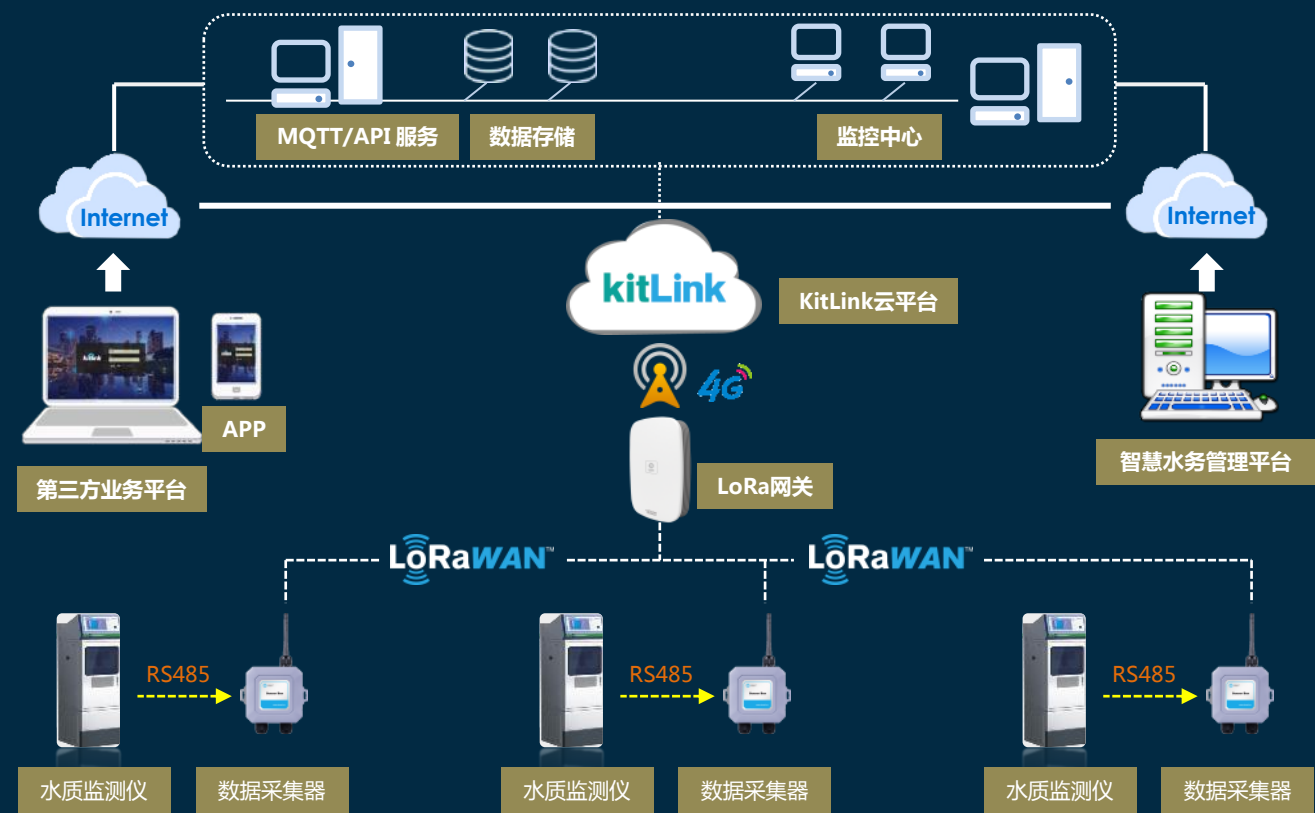 MQTT/API 服务
数据存储
监控中心
Internet
Internet
kitLink
KitLink云平台
4G
APP
第三方业务平台
LoRa网关
智慧水务管理平台
LoRaWAN™
LoRaWAN™
RS485
RS485
RS485
水质监测仪
数据采集器
水质监测仪
数据采集器
水质监测仪
数据采集器